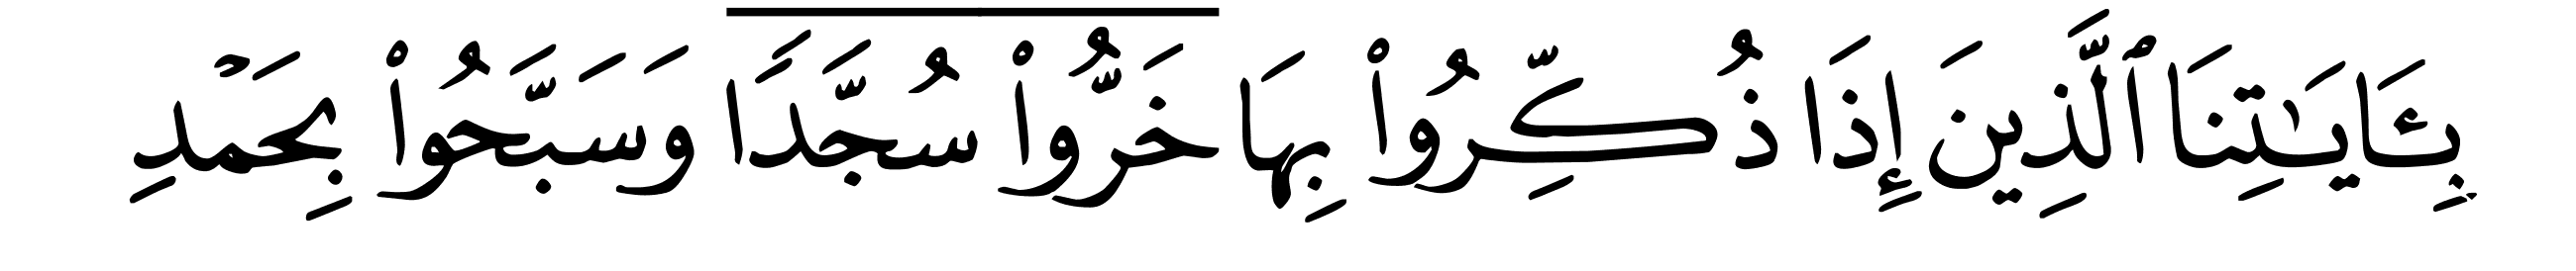 بِـَٔايَـٰتِنَا ٱلَّذِينَ إِذَا ذُكِّرُوا۟ بِهَا خَرُّوا۟ سُجَّدًا وَسَبَّحُوا۟ بِحَمْدِ